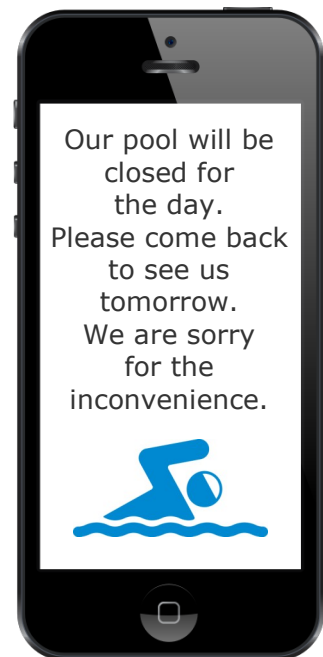 Our pool will be
closed for
the day.
Please come back
to see us
tomorrow.
We are sorry
for the
inconvenience.